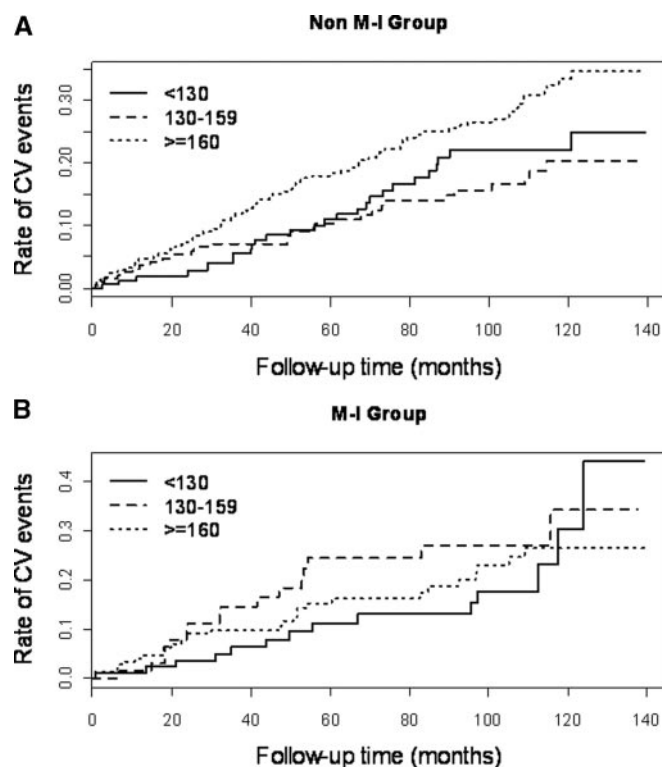 A
Non M-I Group
<130
130-159
>=160
Rate of CV events
0.00 0.10 0.20 0.30
0 20 40 60 80 100 120 140
Follow-up time (months)
B
M-I Group
<130
130-159
>=160
Rate of CV events
0.0 0.1 0.2 0.3 0.4
0 20 40 60 80 100 120 140
Follow-up time (months)